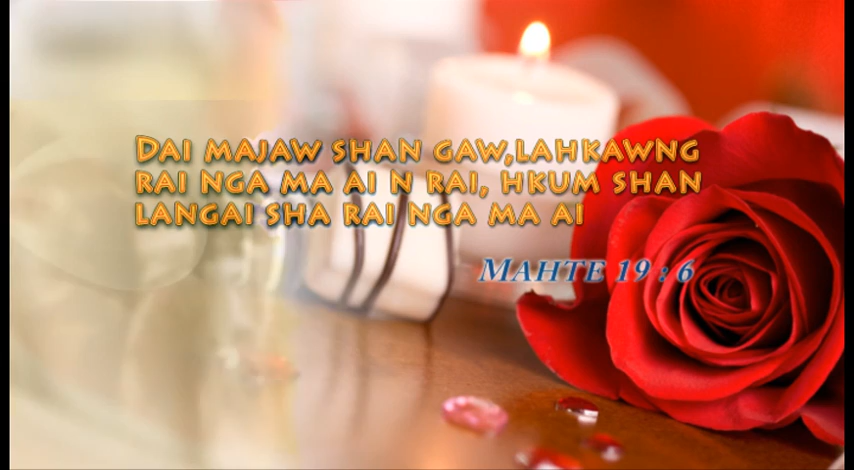 Dai majaw shan gaw,lahkawng
rai nga ma ai n rai, hkum shan
langai sha rai nga ma ai
Mahte 19 : 6